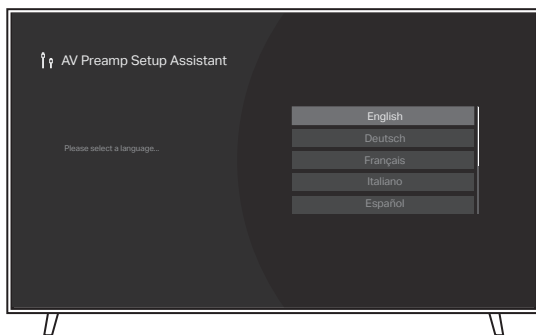 AV Preamp Setup Assistant
Please select a language...
English
Deutsch
Français
Italiano
Español